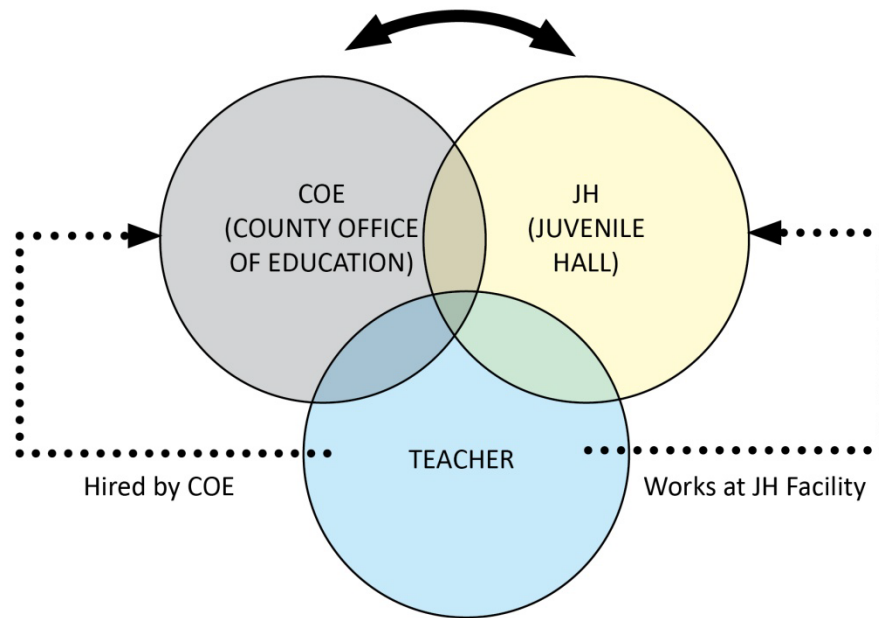 COE
(COUNTY OFFICE
OF EDUCATION)
JH
(JUVENILE
HALL)
TEACHER
Hired by COE
Works at JH Facility